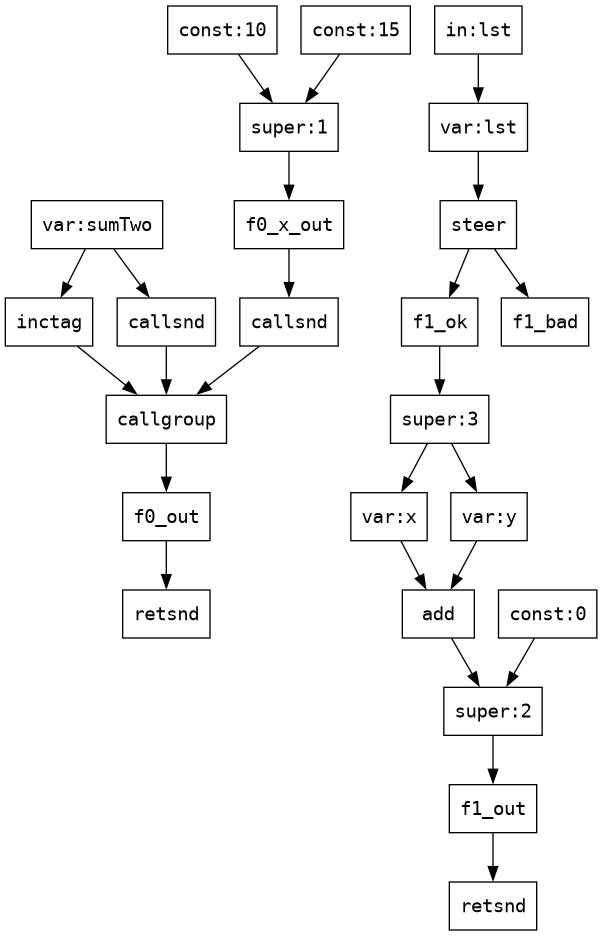 const:10
const:15
in:lst
super:1
var:lst
var:sumTwo
f0_x_out
steer
inctag
callsnd
callsnd
f1_ok
f1_bad
callgroup
super:3
f0_out
var:x
var:y
retsnd
add
const:0
super:2
f1_out
retsnd